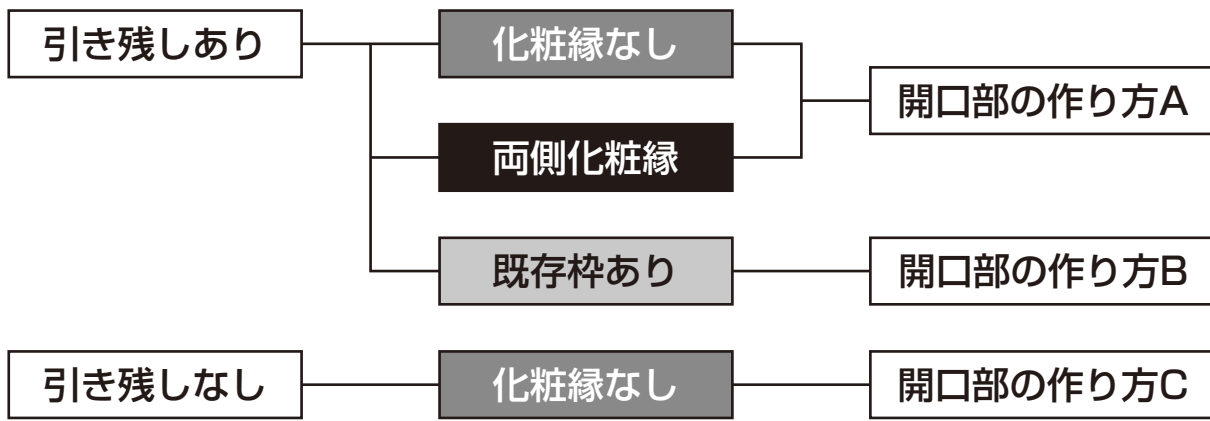 引き残しあり
化粧縁なし
開口部の作り方A
両側化粧縁
既存枠あり
開口部の作り方B
引き残しなし
化粧縁なし
開口部の作り方C